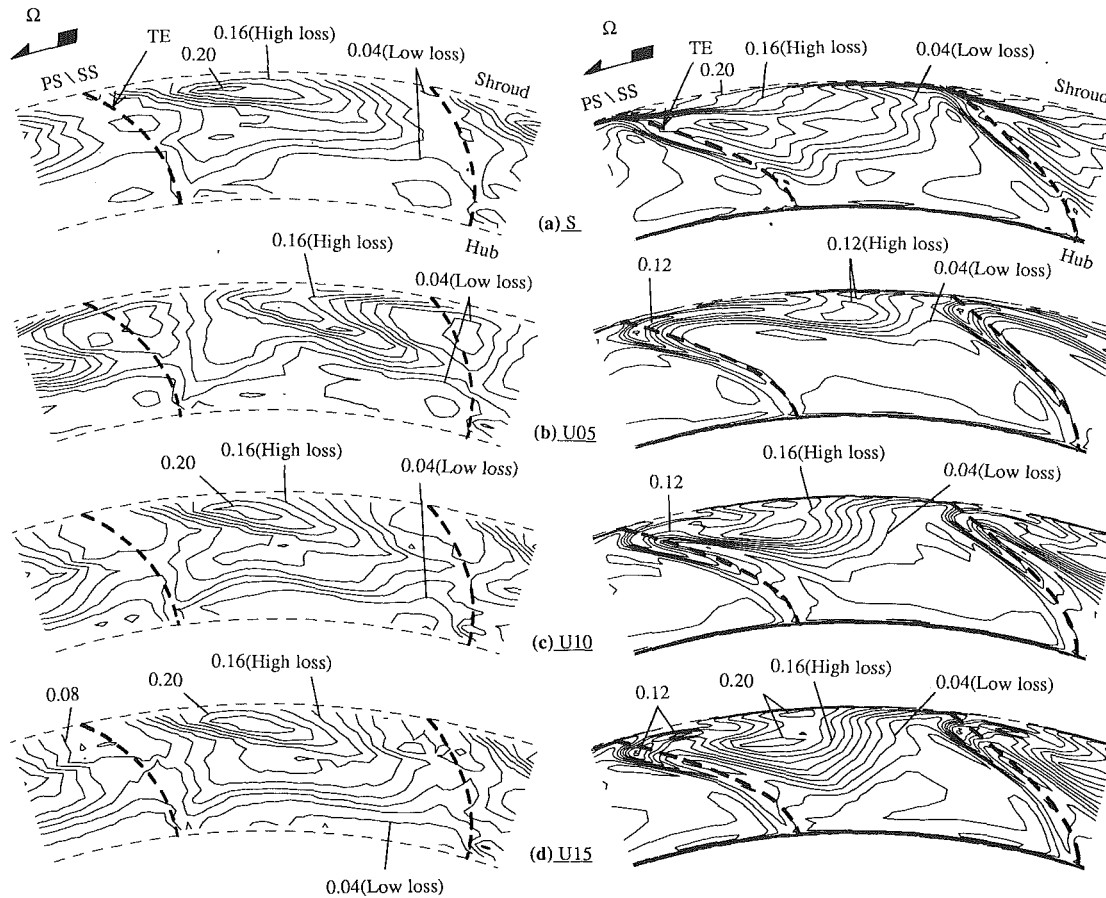 Ω
TE
0.16(High loss)
0.20
0.04(Low loss)
PS \ SS
Shroud
Hub
Ω
TE
0.16(High loss)
0.04(Low loss)
0.20
PS \ SS
Shroud
Hub
(a) S
0.16(High loss)
0.04(Low loss)
0.12(High loss)
0.12
0.04(Low loss)
(b) U05
0.16(High loss)
0.20
0.04(Low loss)
0.16(High loss)
0.12
0.04(Low loss)
(c) U10
0.16(High loss)
0.20
0.08
0.04(Low loss)
0.16(High loss)
0.20
0.12
0.04(Low loss)
(d) U15